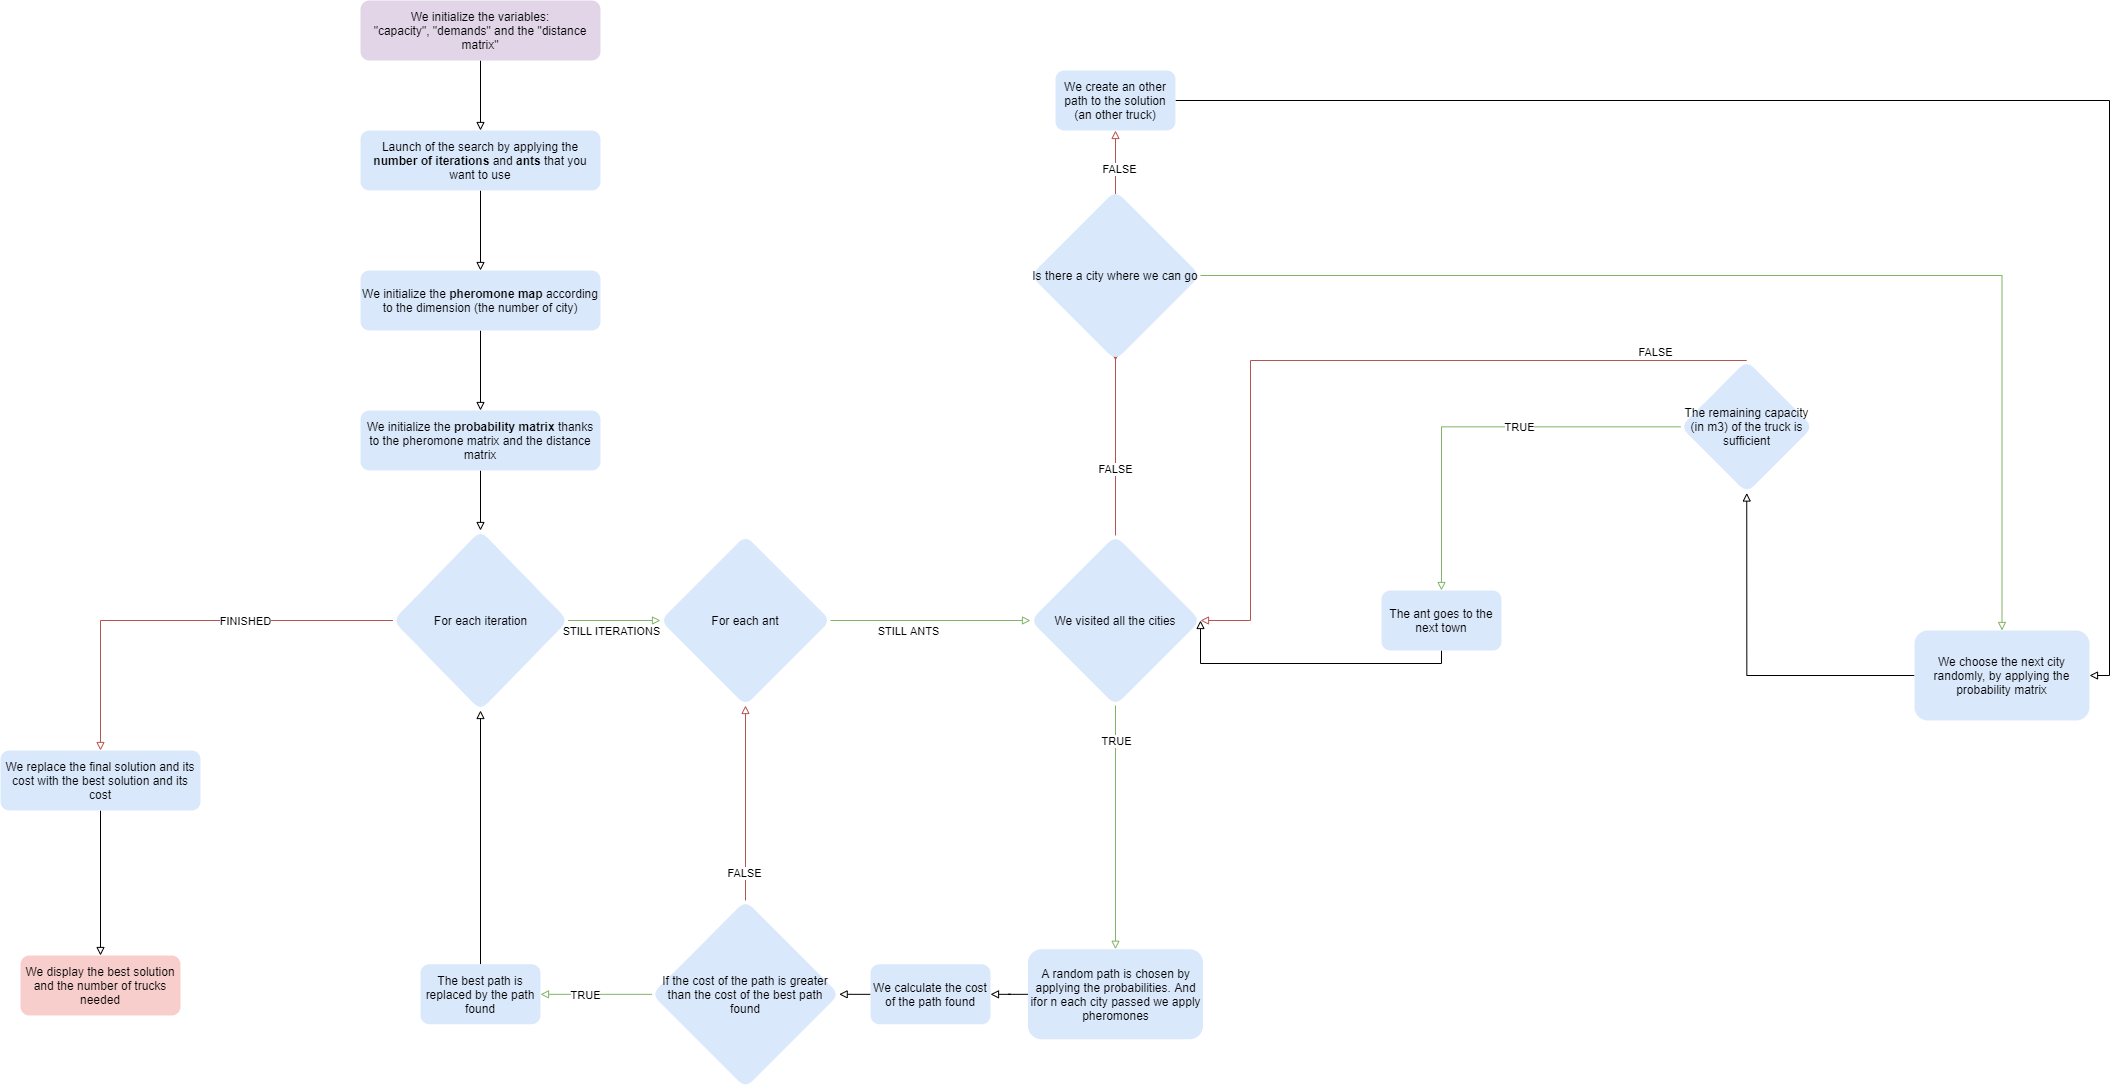 We initialize the variables:
"capacity", "demands" and the "distance
matrix"
Launch of the search by applying the
number of iterations and ants that you
want to use
We initialize the pheromone map according
to the dimension (the number of city)
We initialize the probability matrix thanks
to the pheromone matrix and the distance
matrix
For each iteration
FINISHED
STILL ITERATIONS
For each ant
STILL ANTS
We visited all the cities
FALSE
Is there a city where we can go
FALSE
We create an other
path to the solution
(an other truck)
FALSE
The remaining capacity
(in m3) of the truck is
sufficient
TRUE
The ant goes to the
next town
We choose the next city
randomly, by applying the
probability matrix
TRUE
A random path is chosen by
applying the probabilities. And
ifor n each city passed we apply
pheromones
We calculate the cost
of the path found
If the cost of the path is greater
than the cost of the best path
found
FALSE
TRUE
The best path is
replaced by the path
found
We replace the final solution and its
cost with the best solution and its
cost
We display the best solution
and the number of trucks
needed